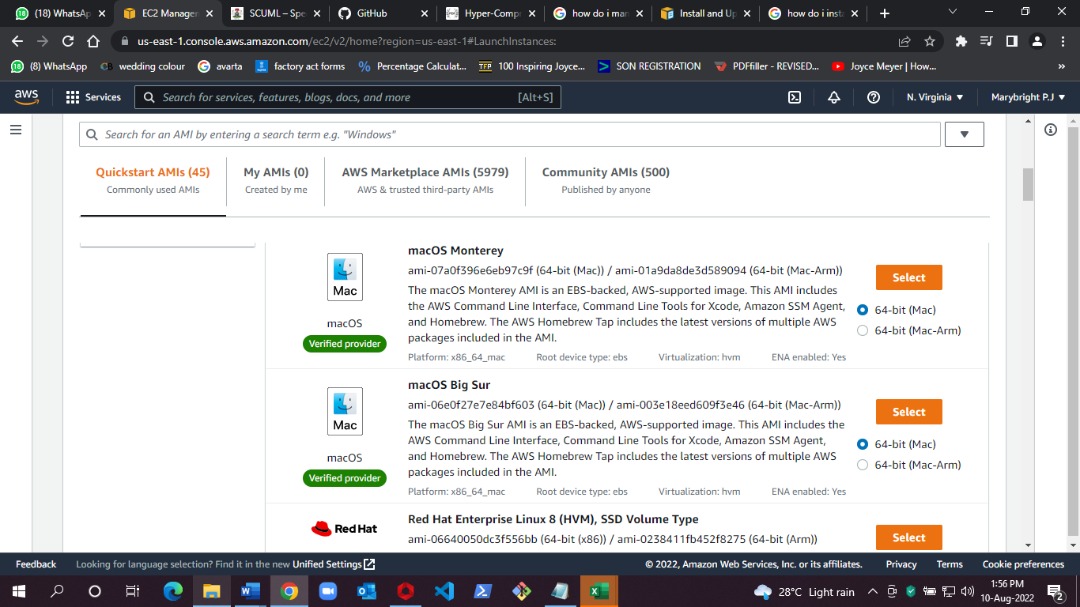 (18) WhatsAp
EC2 Manager
SCUML – Spe
GitHub
Hyper-Comp
how do i mar
Install and Up
how do i inst
us-east-1.console.aws.amazon.com/ec2/v2/home?region=us-east-1#LaunchInstances:
(8) WhatsApp
wedding colour
avarta
factory act forms
Percentage Calculat...
100 Inspiring Joyce...
SON REGISTRATION
PDFfiller - REVISED...
Joyce Meyer | How...
»
aws
Services
Search for services, features, blogs, docs, and more
[Alt+S]
N. Virginia ▼
Marybright P.J ▼
Search for an AMI by entering a search term e.g. "Windows"
Quickstart AMIs (45)
Commonly used AMIs
My AMIs (0)
Created by me
AWS Marketplace AMIs (5979)
AWS & trusted third-party AMIs
Community AMIs (500)
Published by anyone
Mac
macOS
Verified provider
macOS Monterey
ami-07a0f396e6eb97c9f (64-bit (Mac)) / ami-01a9da8de3d589094 (64-bit (Mac-Arm))
The macOS Monterey AMI is an EBS-backed, AWS-supported image. This AMI includes
the AWS Command Line Interface, Command Line Tools for Xcode, Amazon SSM Agent,
and Homebrew. The AWS Homebrew Tap includes the latest versions of multiple AWS
packages included in the AMI.
Platform: x86_64_mac
Root device type: ebs
Virtualization: hvm
ENA enabled: Yes
Select
64-bit (Mac)
64-bit (Mac-Arm)
Mac
macOS
Verified provider
macOS Big Sur
ami-06e0f27e7e84bf603 (64-bit (Mac)) / ami-003e18eed609f3e46 (64-bit (Mac-Arm))
The macOS Big Sur AMI is an EBS-backed, AWS-supported image. This AMI includes the
AWS Command Line Interface, Command Line Tools for Xcode, Amazon SSM Agent,
and Homebrew. The AWS Homebrew Tap includes the latest versions of multiple AWS
packages included in the AMI.
Platform: x86_64_mac
Root device type: ebs
Virtualization: hvm
ENA enabled: Yes
Select
64-bit (Mac)
64-bit (Mac-Arm)
Red Hat
Red Hat Enterprise Linux 8 (HVM), SSD Volume Type
ami-06640050dc3f556bb (64-bit (x86)) / ami-0238411fb452f8275 (64-bit (Arm))
Select
Feedback
Looking for language selection? Find it in the new Unified Settings
© 2022, Amazon Web Services, Inc. or its affiliates.
Privacy
Terms
Cookie preferences
28°C Light rain
1:56 PM
10-Aug-2022
2